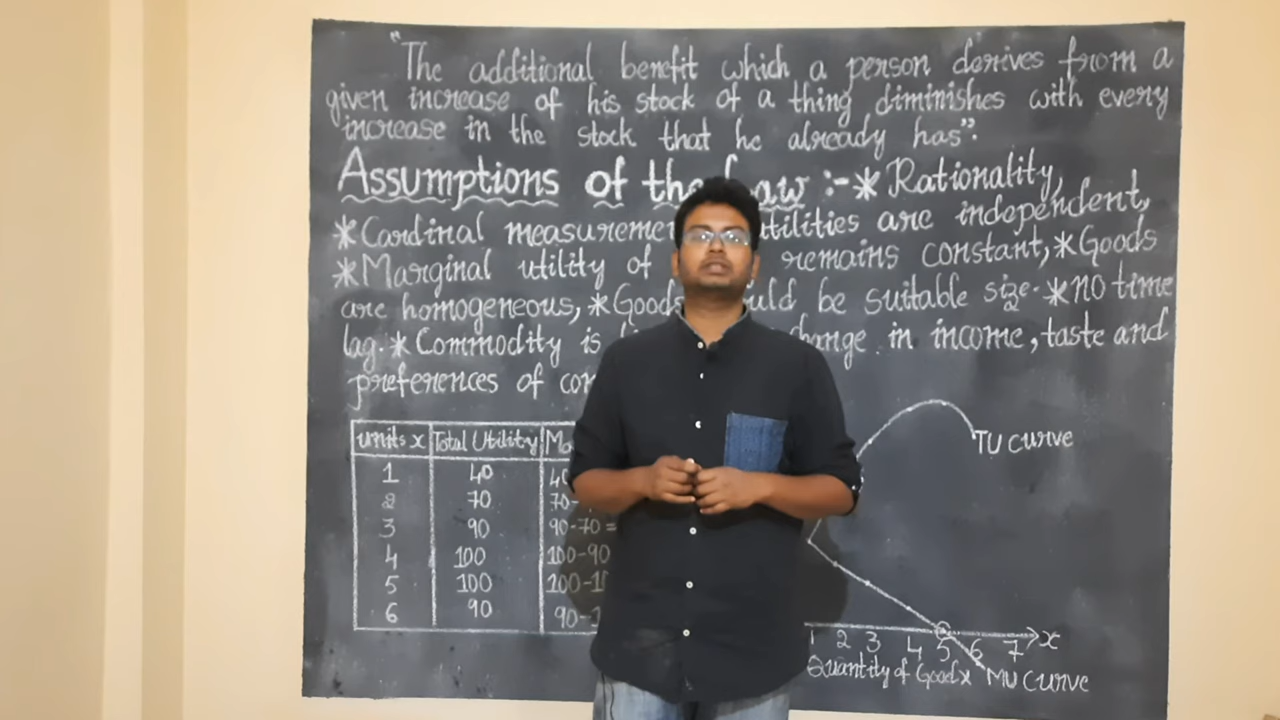 "The additional benefit which a person derives from a
given increase of his stock of a thing diminishes with every
increase in the stock that he already has".
Assumptions of the Law :- * Rationality,
* Cardinal measuremen utilities are independent,
* Marginal utility of remains constant, * Goods
are homogeneous, * Goods be suitable size. * no time
lag. * Commodity is change in income, taste and
preferences of
units x Total Utility
1 40 40
2 70 70-
3 90 90-70 =
4 100 100-90
5 100 100-1
6 90 90-1
TU CURVE
1 2 3 4 5 6 7 x
Quantity of Good x MU CURVE